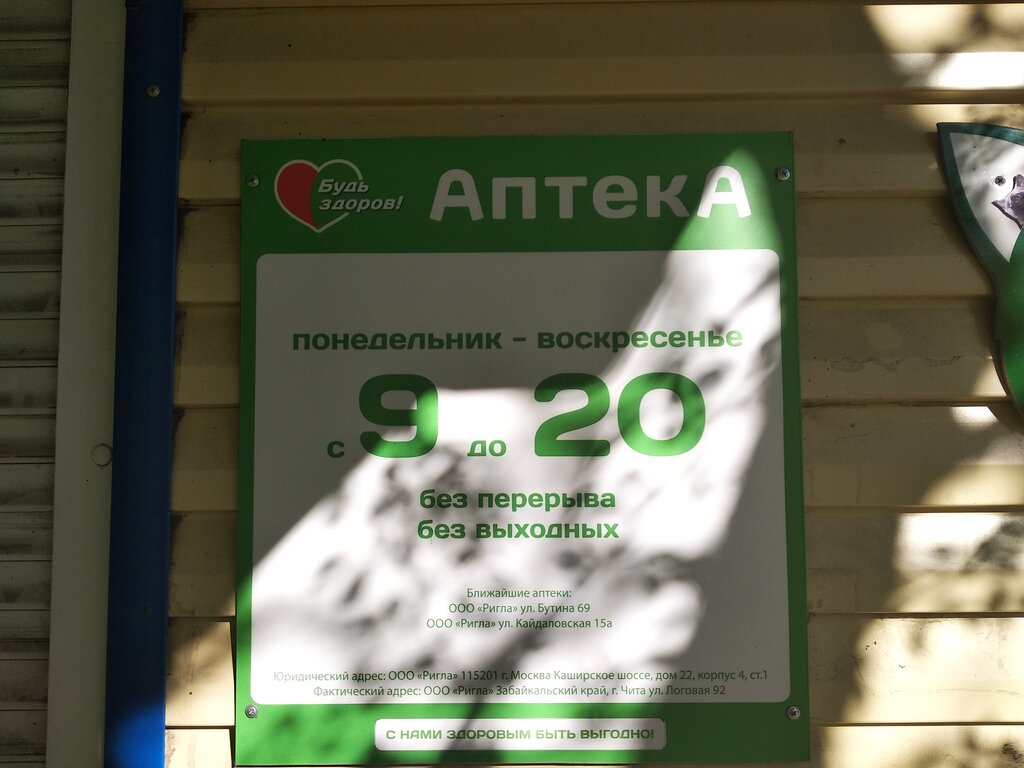 Будь
здоров!
Аптека
понедельник - воскресенье
с 9 до 20
без перерыва
без выходных
Ближайшие аптеки:
ООО «Ригла» ул. Бутина 69
ООО «Ригла» ул. Кайдаловская 15а
Юридический адрес: ООО «Ригла» 115201 г. Москва Каширское шоссе, дом 22, корпус 4, ст.1
Фактический адрес: ООО «Ригла» Забайкальский край, г. Чита ул. Логовая 92
С НАМИ ЗДОРОВЫМ БЫТЬ ВЫГОДНО!